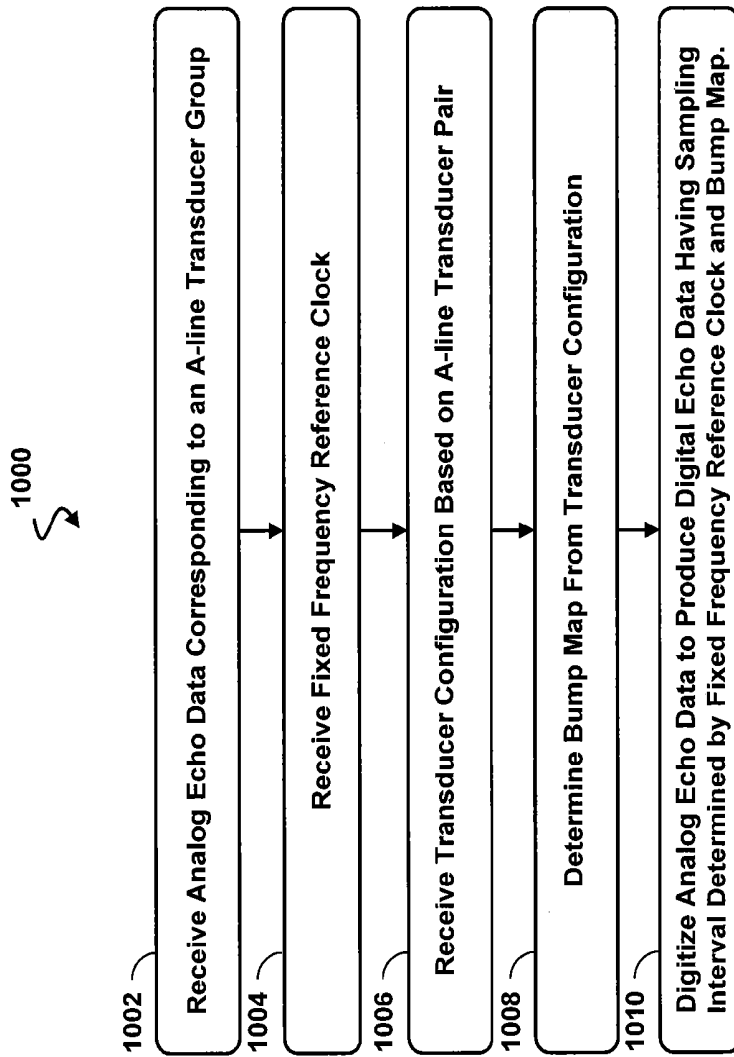 1000
1002
Receive Analog Echo Data Corresponding to an A-line Transducer Group
1004
Receive Fixed Frequency Reference Clock
1006
Receive Transducer Configuration Based on A-line Transducer Pair
1008
Determine Bump Map From Transducer Configuration
1010
Digitize Analog Echo Data to Produce Digital Echo Data Having Sampling
Interval Determined by Fixed Frequency Reference Clock and Bump Map.